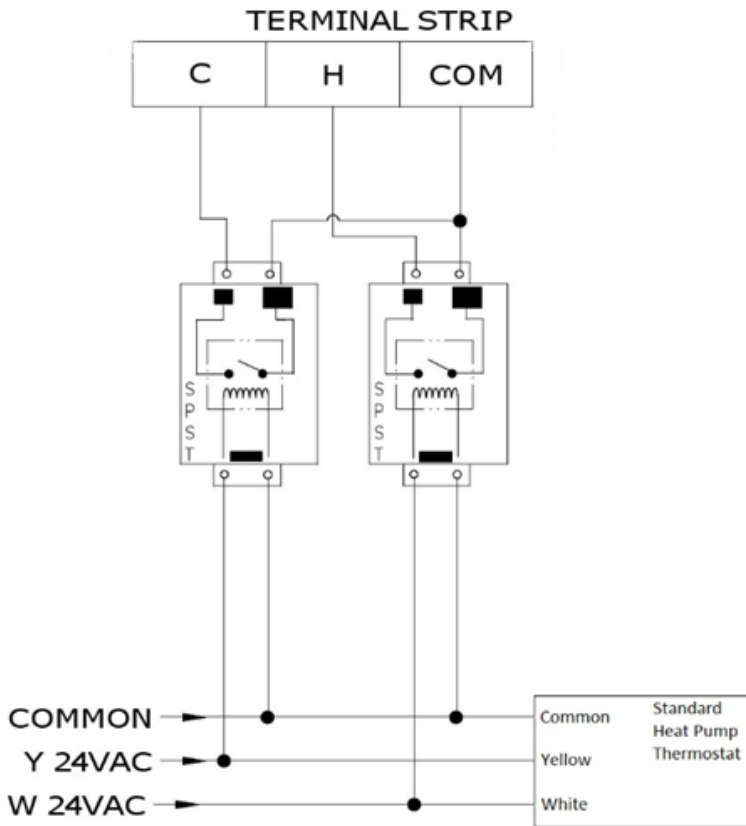 TERMINAL STRIP
C H COM
S
P
S
T
S
P
S
T
COMMON
Y 24VAC
W 24VAC
Common
Yellow
White
Standard
Heat Pump
Thermostat